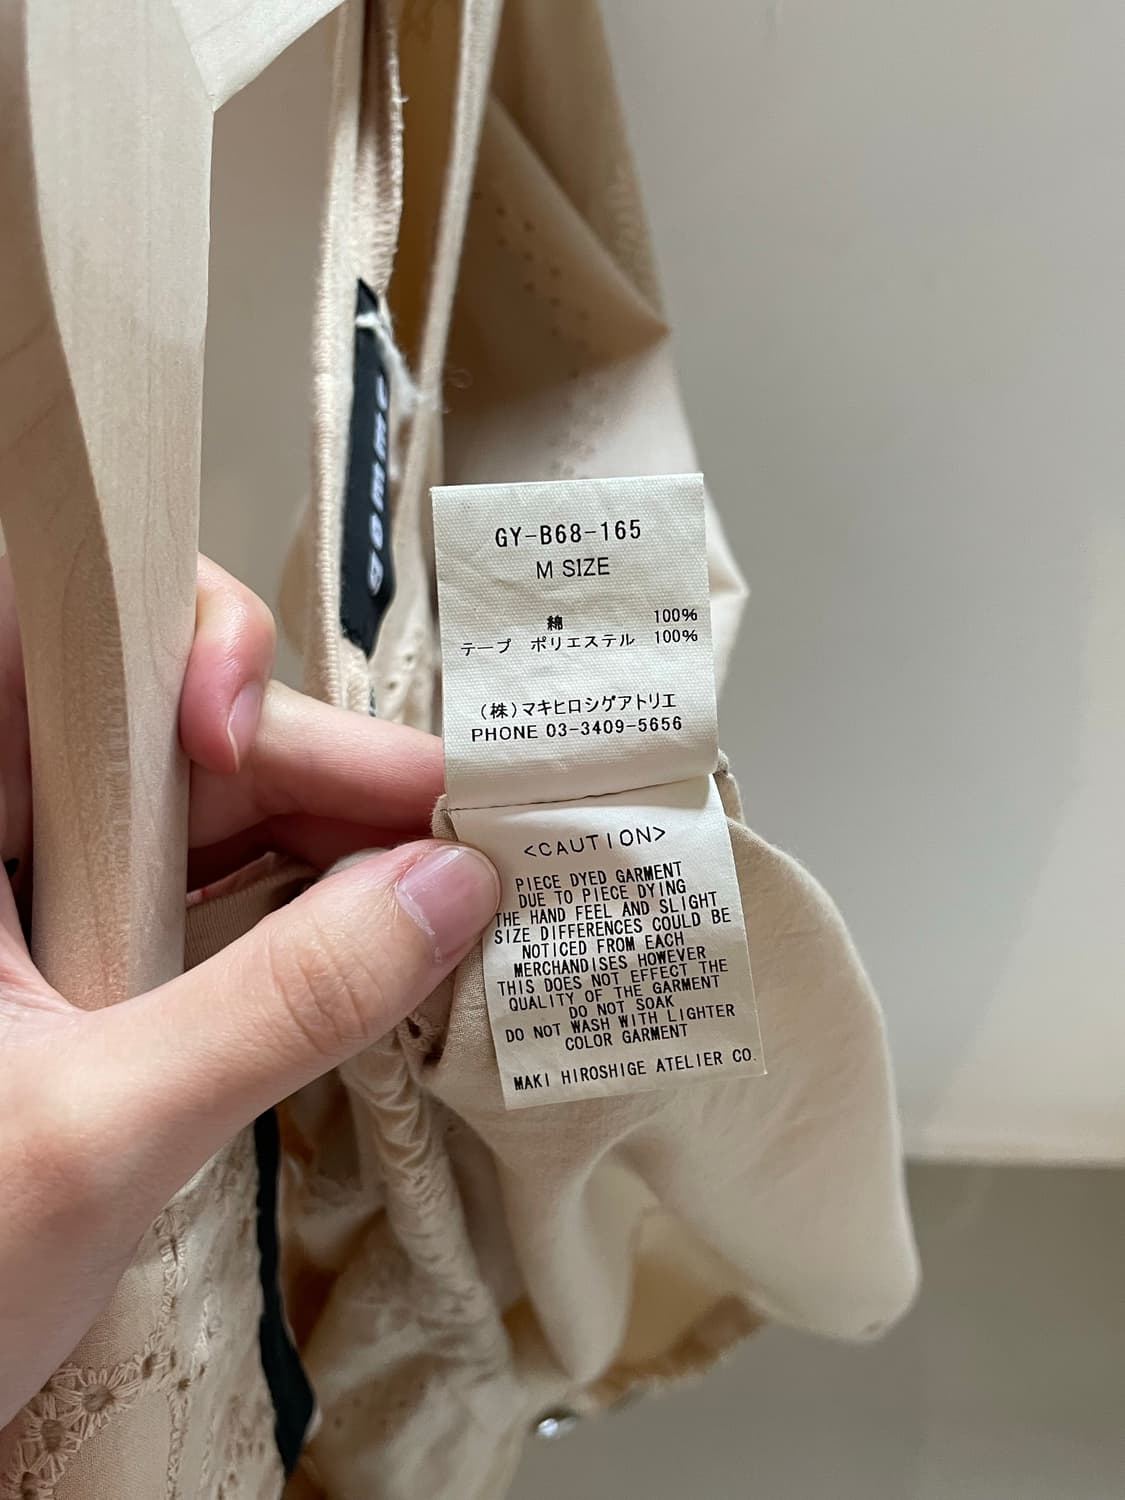 GY-B68-165
M SIZE
綿 100%
テープ ポリエステル 100%
(株)マキヒロシゲアトリエ
PHONE 03-3409-5656
<CAUTION>
PIECE DYED GARMENT
DUE TO PIECE DYING
THE HAND FEEL AND SLIGHT
SIZE DIFFERENCES COULD BE
NOTICED FROM EACH
MERCHANDISES HOWEVER
THIS DOES NOT EFFECT THE
QUALITY OF THE GARMENT
DO NOT SOAK
DO NOT WASH WITH LIGHTER
COLOR GARMENT
MAKI HIROSHIGE ATELIER CO.